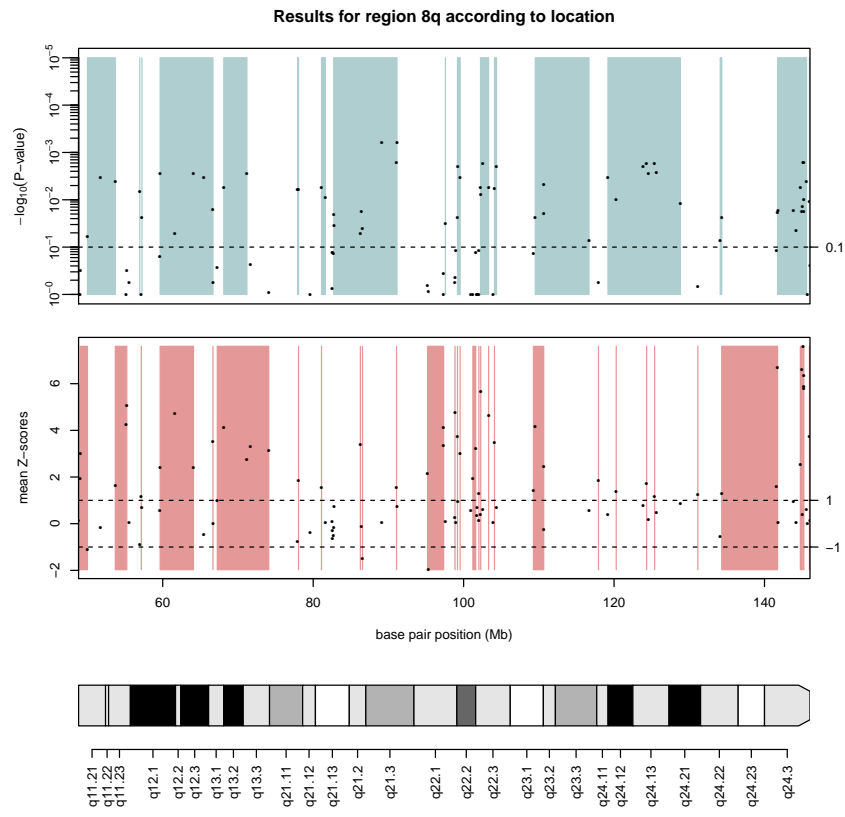 Results for region 8q according to location
−log10(P−value)
10−5
10−4
10−3
10−2
10−1
10−0
0.1
mean Z−scores
6
4
2
0
−2
1
−1
60 80 100 120 140
base pair position (Mb)
q11.21 q11.22 q11.23 q12.1 q12.2 q12.3 q13.1 q13.2 q13.3 q21.11 q21.12 q21.13 q21.2 q21.3 q22.1 q22.2 q22.3 q23.1 q23.2 q23.3 q24.11 q24.12 q24.13 q24.21 q24.22 q24.23 q24.3